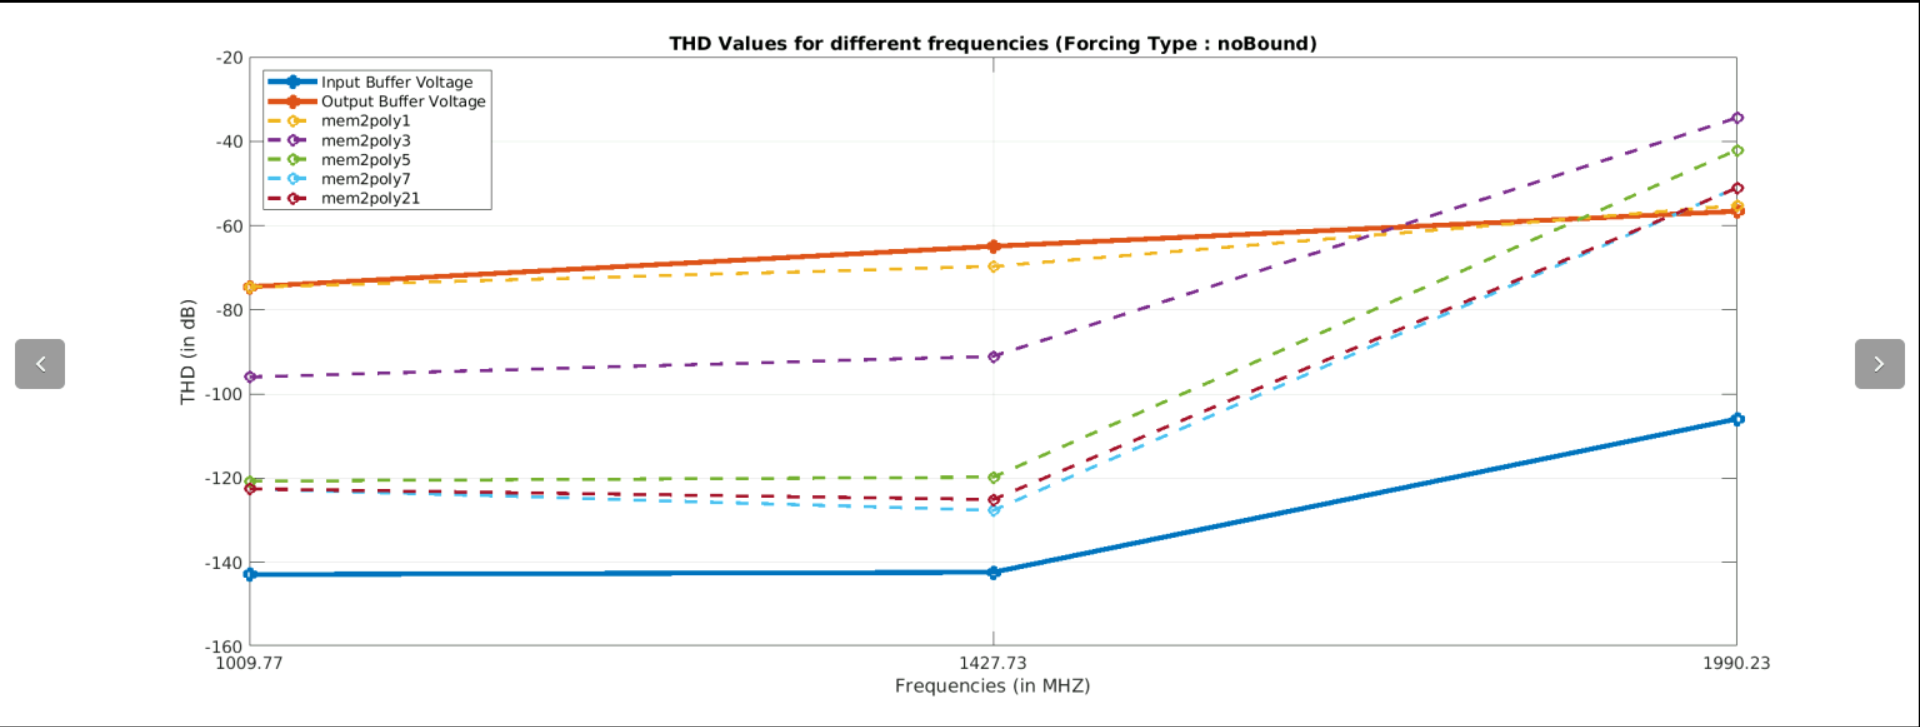 THD Values for different frequencies (Forcing Type : noBound)
-20
-40
-60
-80
-100
-120
-140
-160
THD (in dB)
Input Buffer Voltage
Output Buffer Voltage
mem2poly1
mem2poly3
mem2poly5
mem2poly7
mem2poly21
1009.77
1427.73
1990.23
Frequencies (in MHZ)